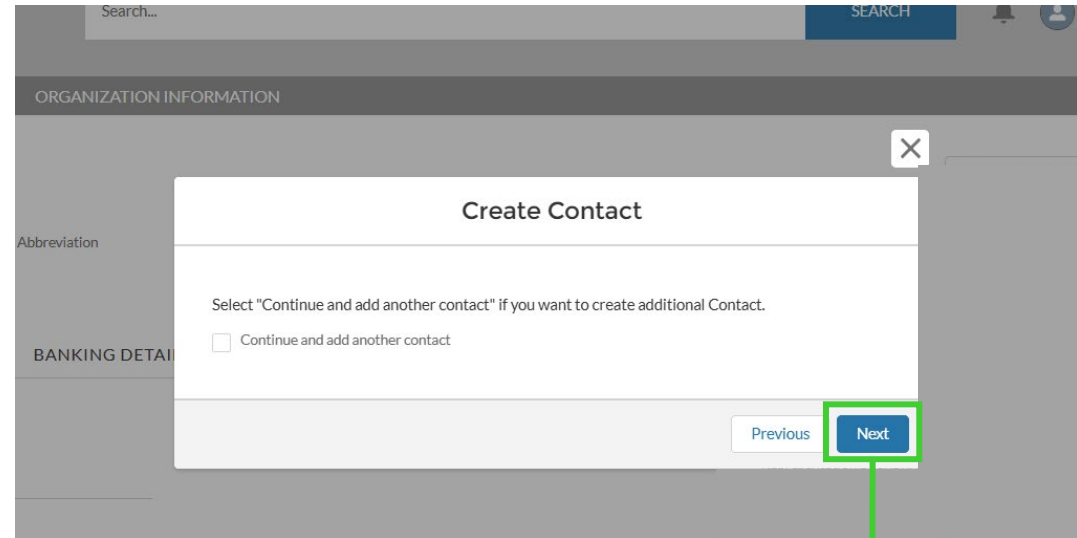 Search...
SEARCH
ORGANIZATION INFORMATION
Create Contact
Abbreviation
Select "Continue and add another contact" if you want to create additional Contact.
Continue and add another contact
BANKING DETAI
Previous
Next